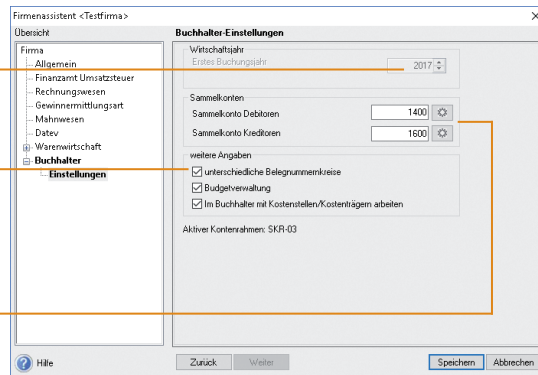 Firmenassistent <Testfirma>
Übersicht
Firma
Allgemein
Finanzamt Umsatzsteuer
Rechnungswesen
Gewinnermittlungsart
Mahnwesen
Datev
Warenwirtschaft
Buchhalter
Einstellungen
Buchhalter-Einstellungen
Wirtschaftsjahr
Erstes Buchungsjahr 2017
Sammelkonten
Sammelkonto Debitoren 1400
Sammelkonto Kreditoren 1600
weitere Angaben
unterschiedliche Belegnummernkreise
Budgetverwaltung
Im Buchhalter mit Kostenstellen/Kostenträgern arbeiten
Aktiver Kontenrahmen: SKR-03
? Hilfe
Zurück Weiter Speichern Abbrechen